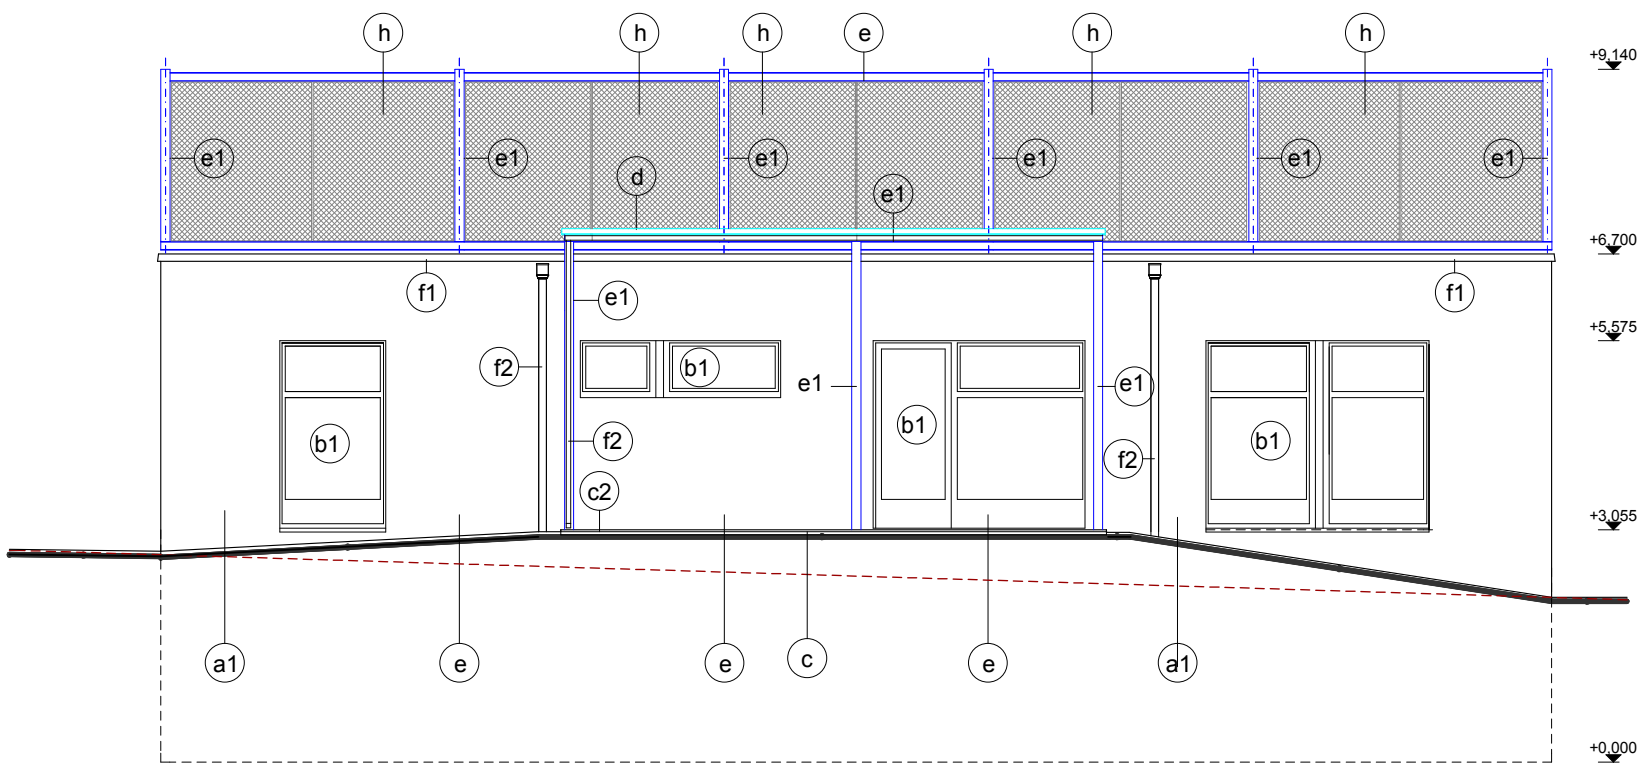 h h h e h h
+9,140
e1 e1 e1 e1 e1 e1
d
e1
+6,700
f1 e1 f1
+5,575
f2 b1 e1 e1
b1 f2 b1 b1
f2
c2
+3,055
a1 e e c e a1
+0,000